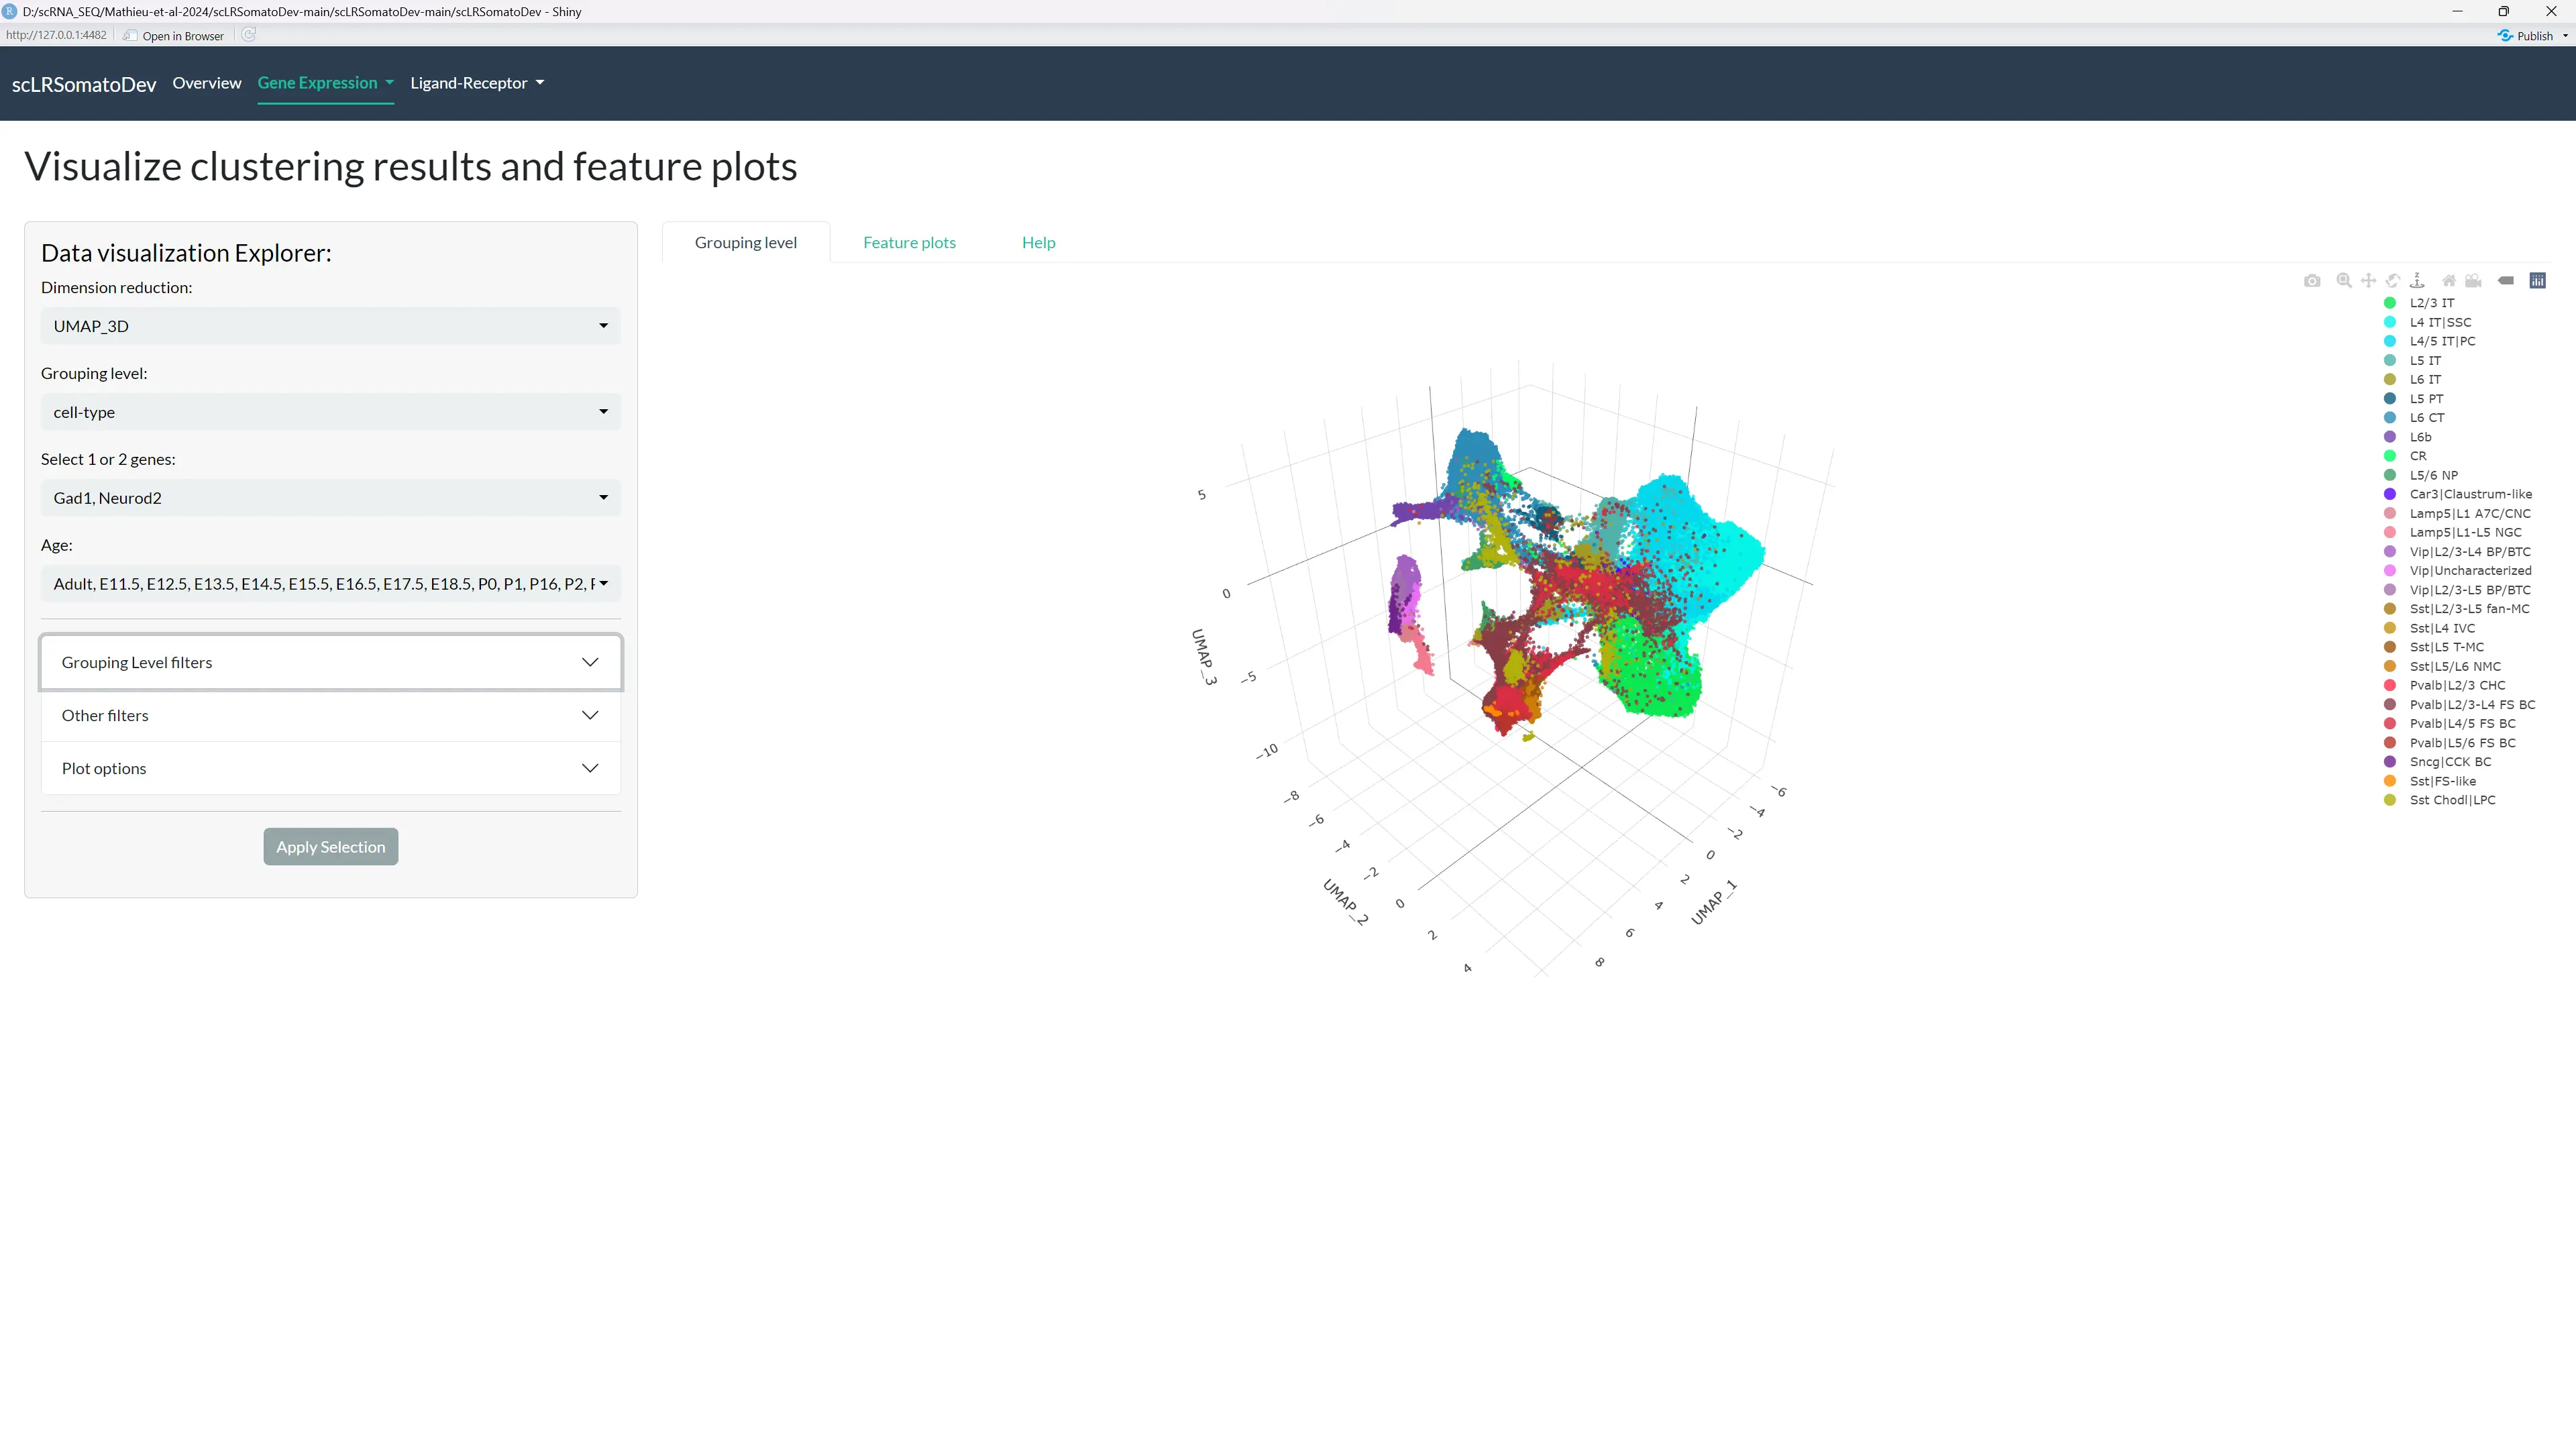 D:/scRNA_SEQ/Mathieu-et-al-2024/scLRSomatoDev-main/scLRSomatoDev-main/scLRSomatoDev - Shiny
http://127.0.0.1:4482 Open in Browser Publish
scLRSomatoDev Overview Gene Expression Ligand-Receptor
Visualize clustering results and feature plots
Data visualization Explorer:
Dimension reduction:
UMAP_3D
Grouping level:
cell-type
Select 1 or 2 genes:
Gad1, Neurod2
Age:
Adult, E11.5, E12.5, E13.5, E14.5, E15.5, E16.5, E17.5, E18.5, P0, P1, P16, P2, F
Grouping Level filters
Other filters
Plot options
Apply Selection
Grouping level Feature plots Help
5
0
−5
−10
UMAP_3
−8
−6
−4
−2
0
2
4
UMAP_2
−6
−4
−2
0
2
4
6
8
UMAP_1
L2/3 IT
L4 IT|SSC
L4/5 IT|PC
L5 IT
L6 IT
L5 PT
L6 CT
L6b
CR
L5/6 NP
Car3|Claustrum-like
Lamp5|L1 A7C/CNC
Lamp5|L1-L5 NGC
Vip|L2/3-L4 BP/BTC
Vip|Uncharacterized
Vip|L2/3-L5 BP/BTC
Sst|L2/3-L5 fan-MC
Sst|L4 IVC
Sst|L5 T-MC
Sst|L5/L6 NMC
Pvalb|L2/3 CHC
Pvalb|L2/3-L4 FS BC
Pvalb|L4/5 FS BC
Pvalb|L5/6 FS BC
Sncg|CCK BC
Sst|FS-like
Sst Chodl|LPC